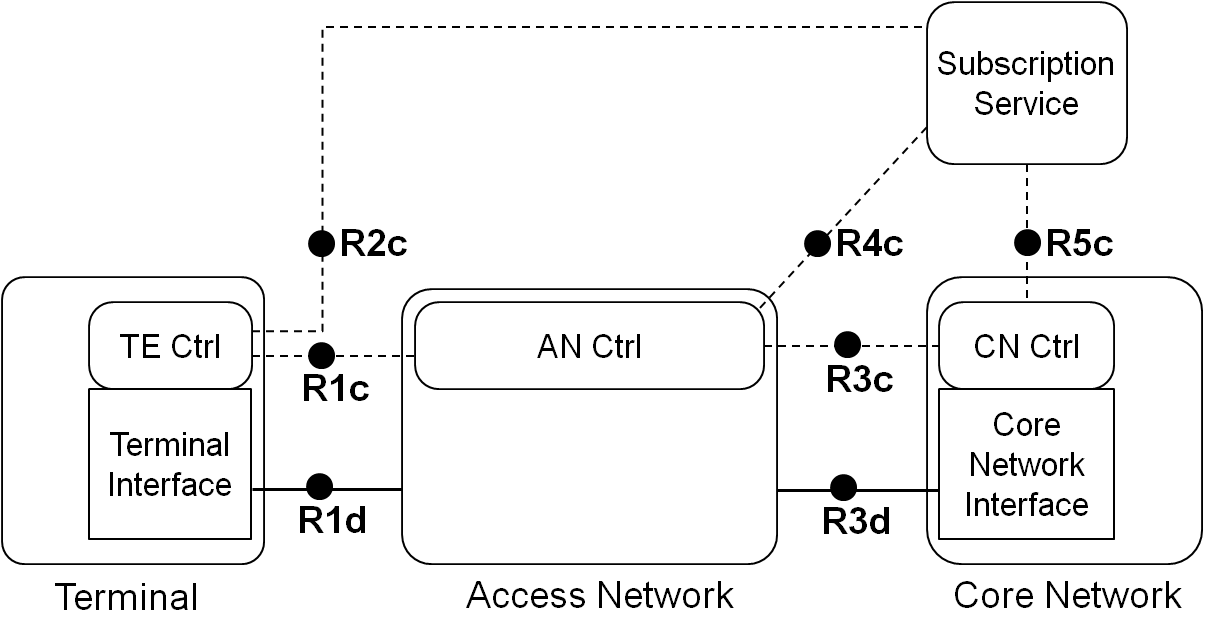 Subscription
Service
R2c
R4c
R5c
TE Ctrl
AN Ctrl
CN Ctrl
R1c
R3c
Terminal
Interface
Core
Network
Interface
R1d
R3d
Terminal
Access Network
Core Network